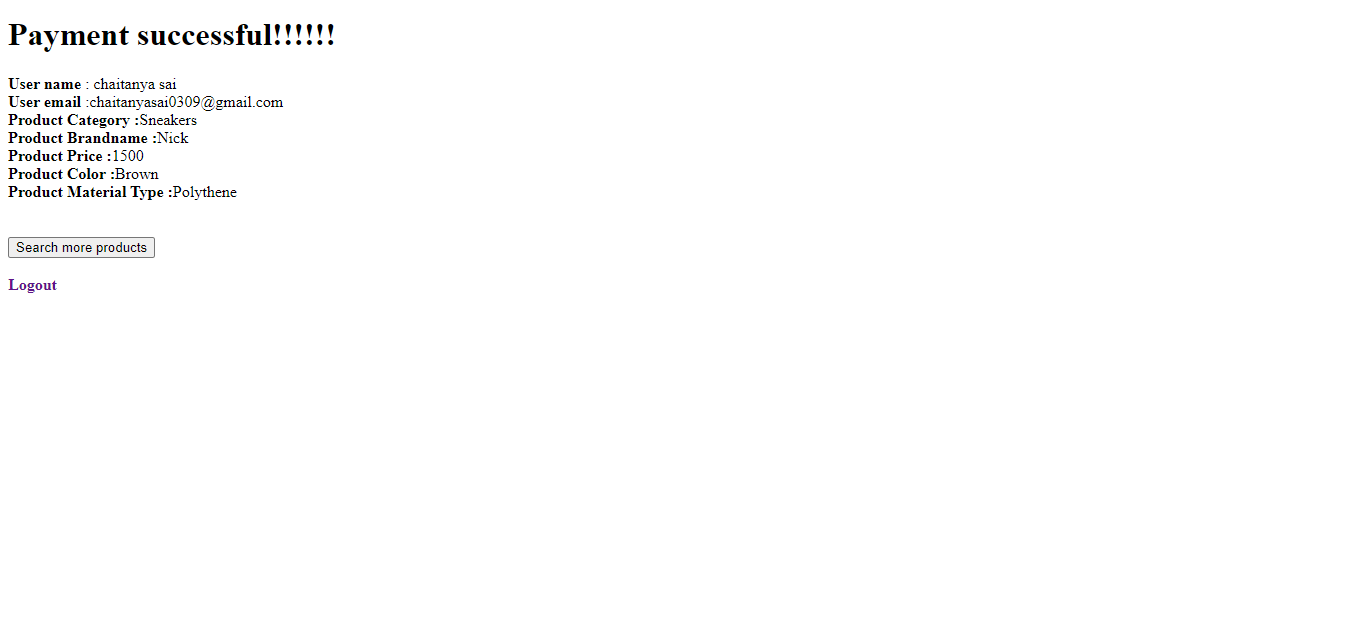 Payment successful!!!!!!
User name : chaitanya sai
User email :chaitanyasai0309@gmail.com
Product Category :Sneakers
Product Brandname :Nick
Product Price :1500
Product Color :Brown
Product Material Type :Polythene
Search more products
Logout